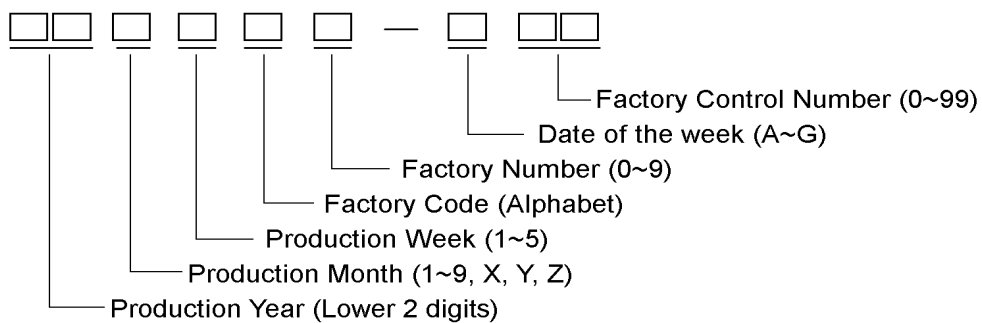 Factory Control Number (0~99)
Date of the week (A~G)
Factory Number (0~9)
Factory Code (Alphabet)
Production Week (1~5)
Production Month (1~9, X, Y, Z)
Production Year (Lower 2 digits)